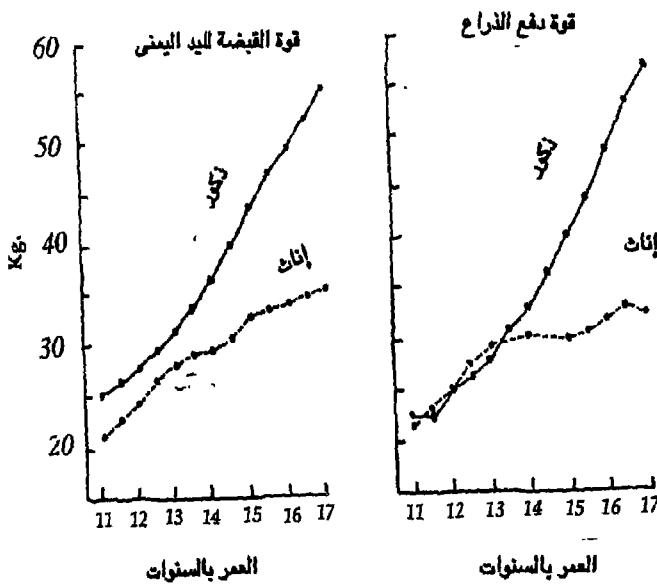 قوة القبضة لليد اليمنى
قوة دفع الذراع
60
50
40
30
20
Kg.
ذكور
إناث
ذكور
إناث
11 12 13 14 15 16 17
11 12 13 14 15 16 17
العمر بالسنوات
العمر بالسنوات